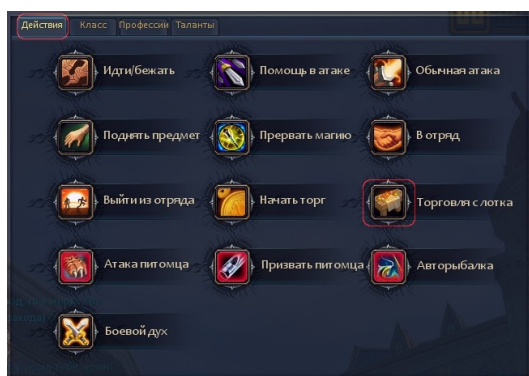 Действия Класс Профессии Таланты
Идти/бежать Помощь в атаке Обычная атака
Поднять предмет Прервать магию В отряд
Выйти из отряда Начать торг Торговля с лотка
Атака питомца Призвать питомца Авторыбалка
Боевой дух